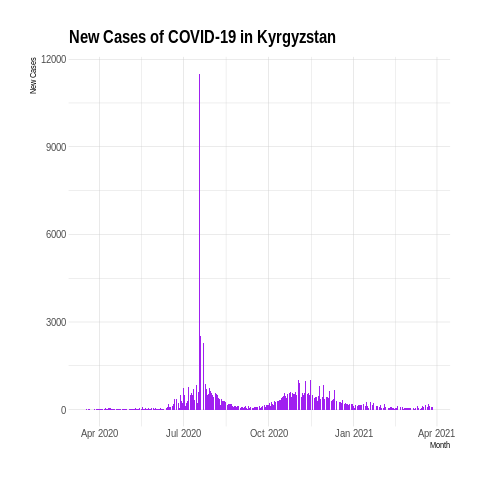 New Cases of COVID-19 in Kyrgyzstan
New Cases
12000
9000
6000
3000
0
Apr 2020 Jul 2020 Oct 2020 Jan 2021 Apr 2021
Month